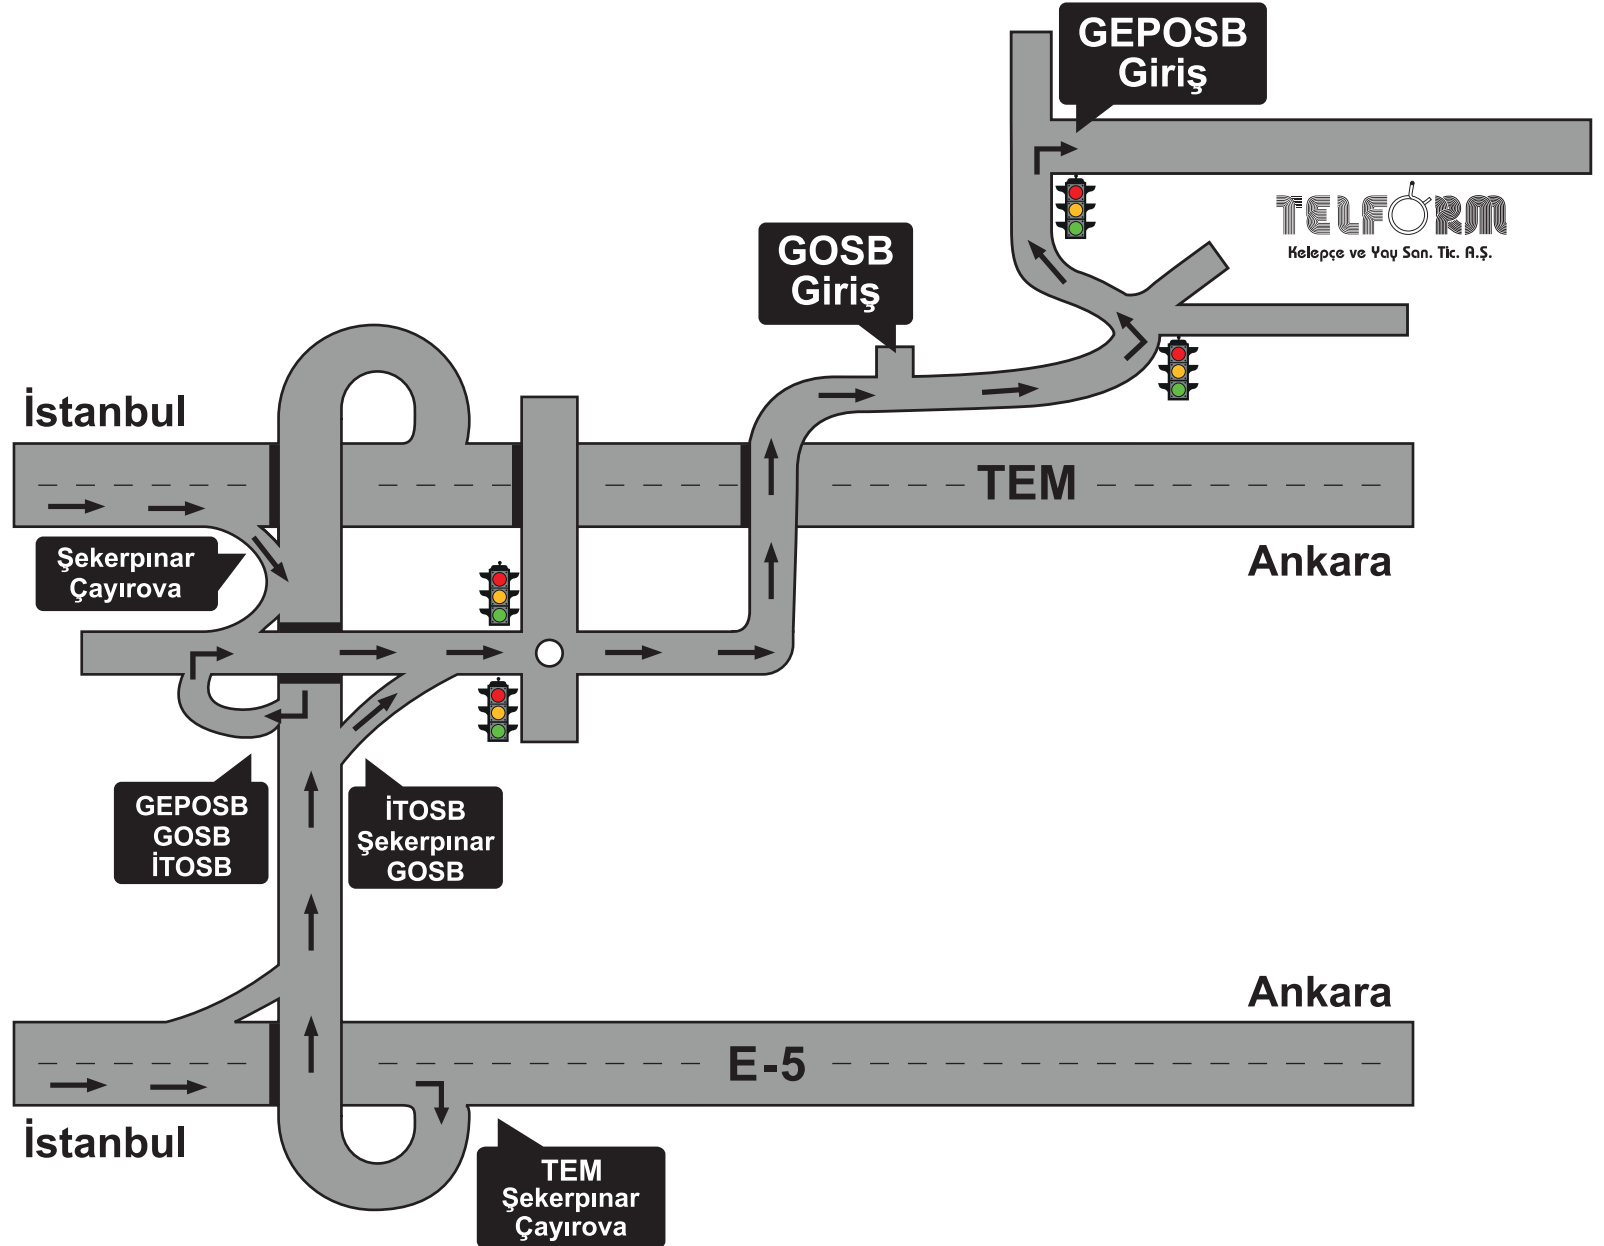 GEPOSB
Giriş
TELFORM
Kelepçe ve Yay San. Tic. A.Ş.
GOSB
Giriş
İstanbul
TEM
Ankara
Şekerpınar
Çayırova
GEPOSB
GOSB
İTOSB
İTOSB
Şekerpınar
GOSB
Ankara
E-5
İstanbul
TEM
Şekerpınar
Çayırova